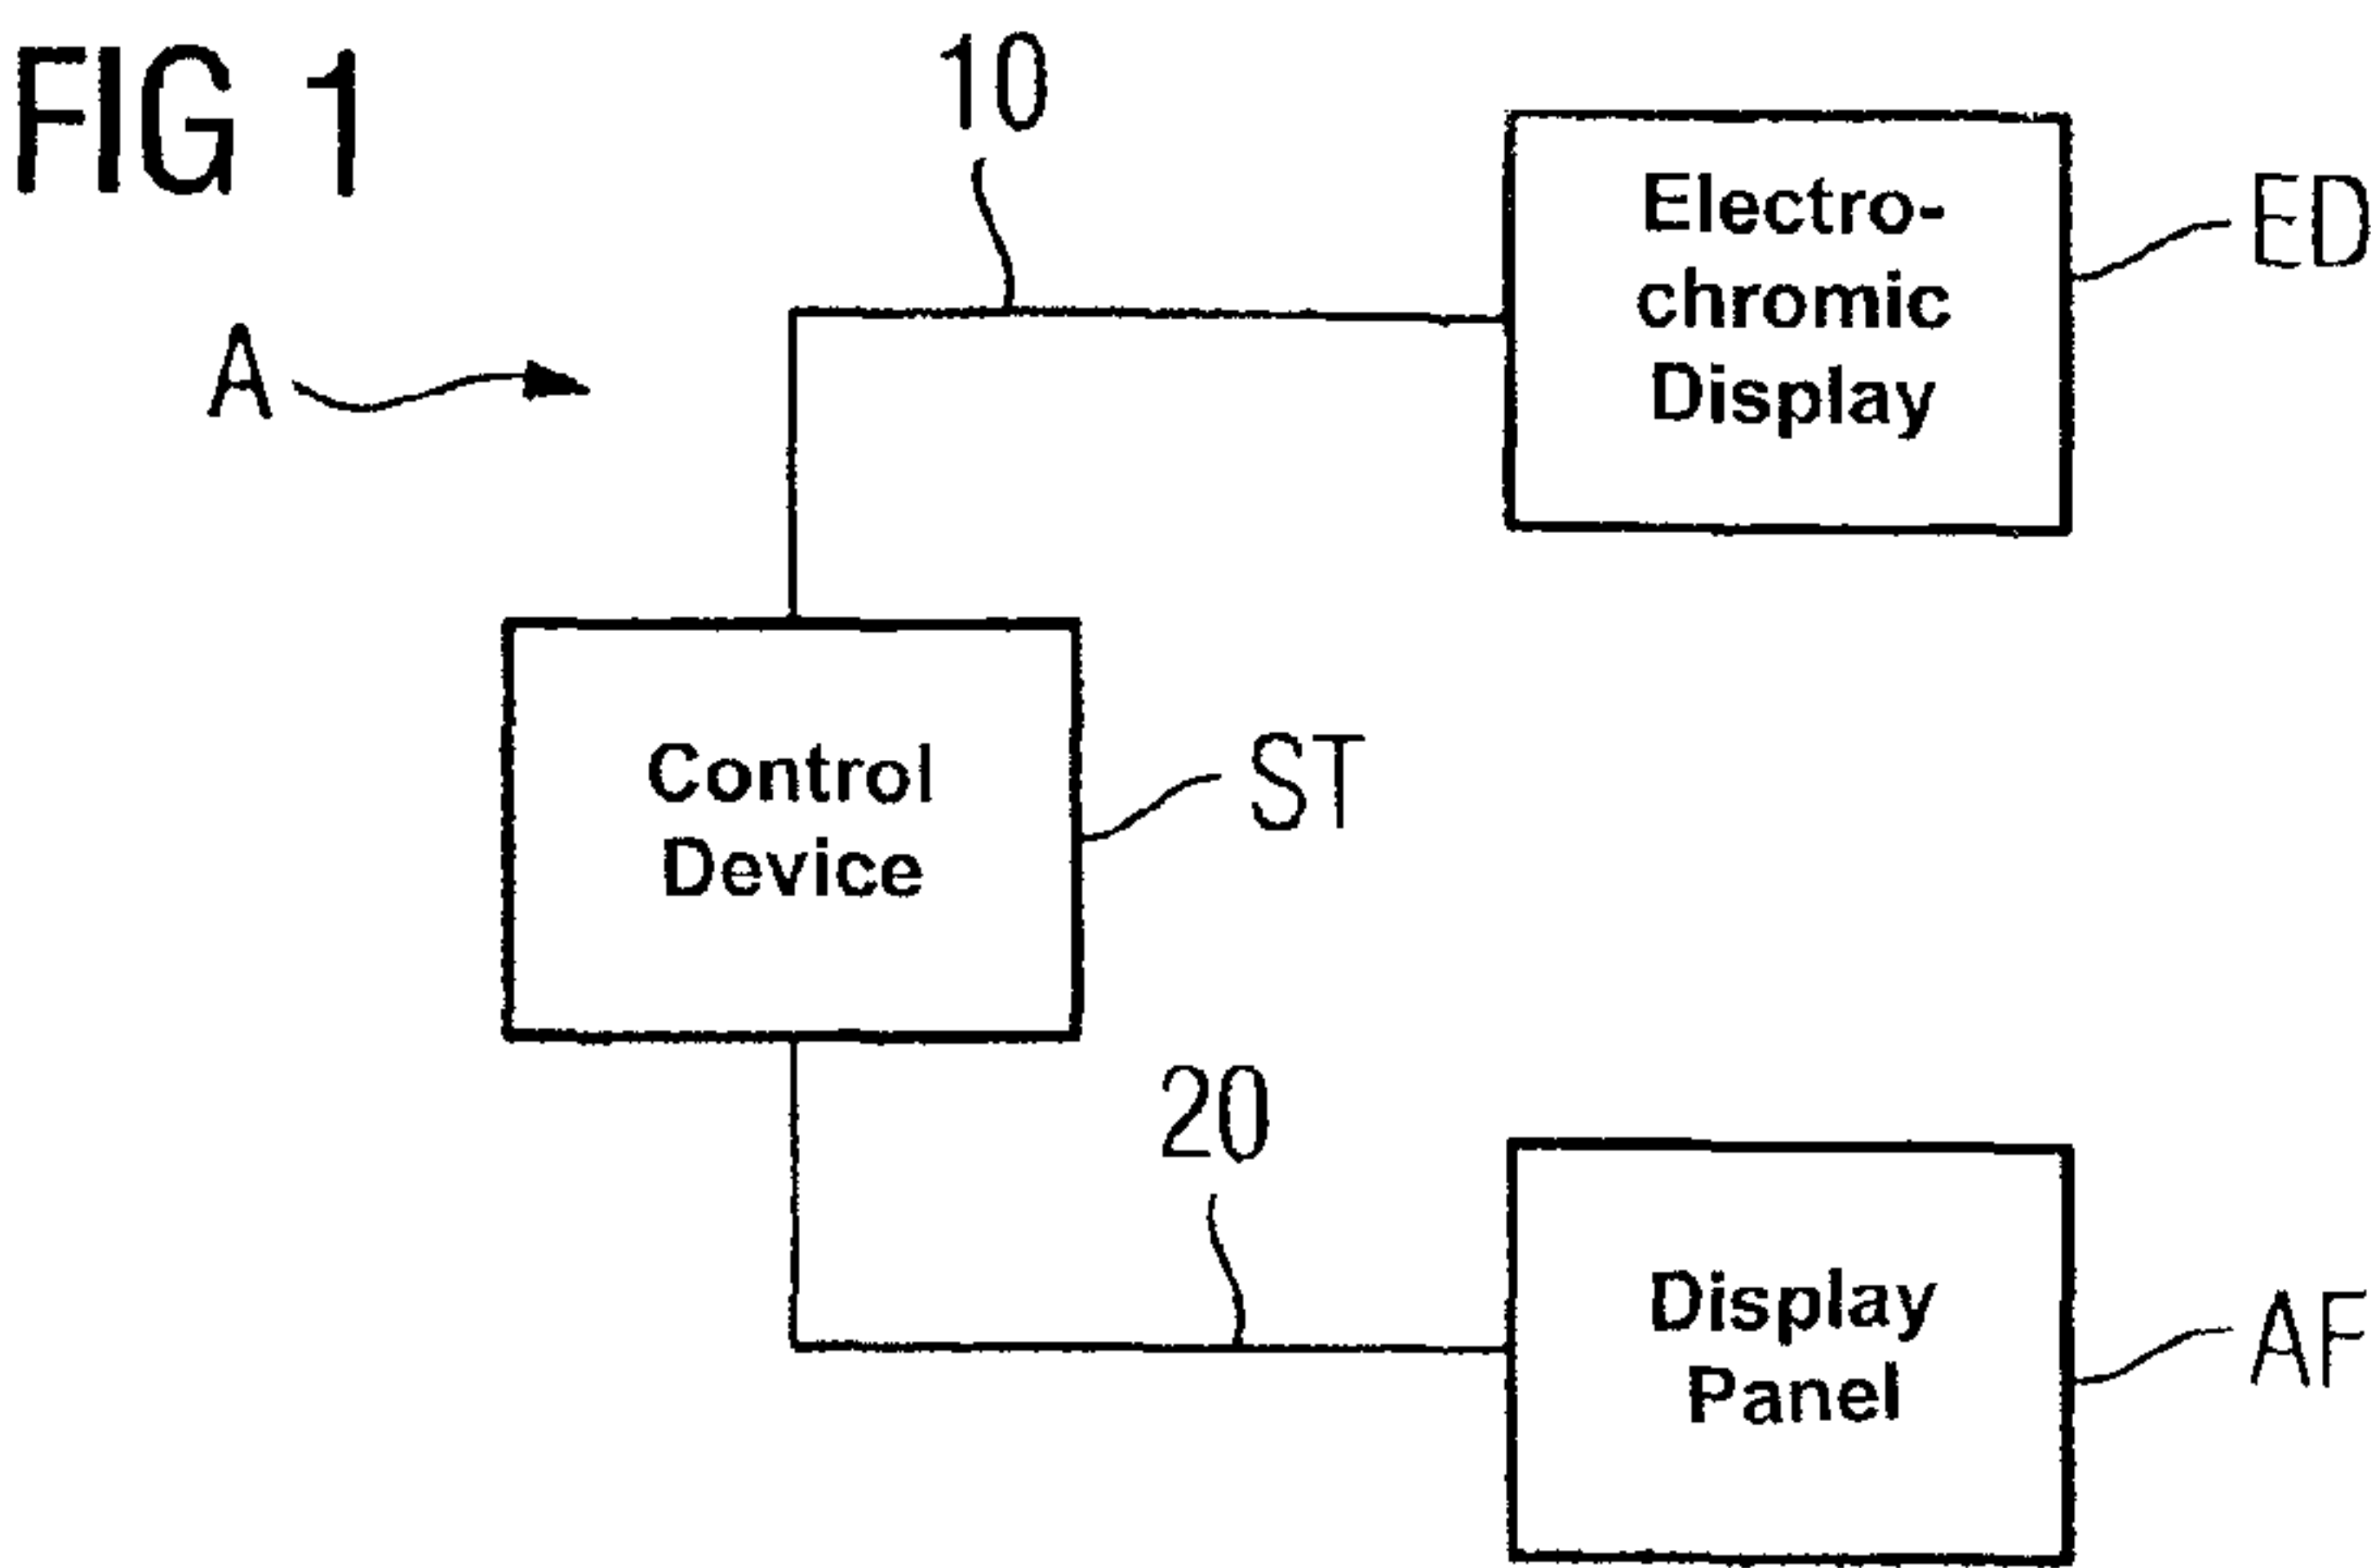 FIG 1
10
Electro-
chromic
Display
ED
A
Control
Device
ST
20
Display
Panel
AF